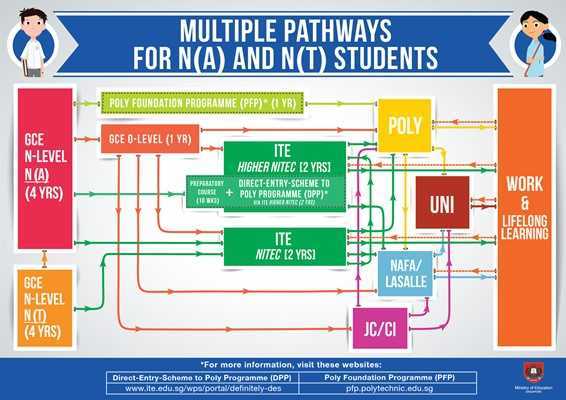 MULTIPLE PATHWAYS
FOR N(A) AND N(T) STUDENTS
GCE
N-LEVEL
N(A)
(4 YRS)
GCE
N-LEVEL
N(T)
(4 YRS)
POLY FOUNDATION PROGRAMME (PFP)* (1 YR)
GCE O-LEVEL (1 YR)
ITE
HIGHER NITEC [2 YRS]
PREPARATORY
COURSE
(10 WKS)
+
DIRECT-ENTRY-SCHEME TO
POLY PROGRAMME (DPP)*
VIA ITE HIGHER NITEC (2 YR)
ITE
NITEC [2 YRS]
POLY
UNI
NAFA/
LASALLE
JC/CI
WORK
&
LIFELONG
LEARNING
*For more information, visit these websites:
Direct-Entry-Scheme to Poly Programme (DPP)
Poly Foundation Programme (PFP)
www.ite.edu.sg/wps/portal/definitely-des
pfp.polytechnic.edu.sg
Ministry of Education
SINGAPORE